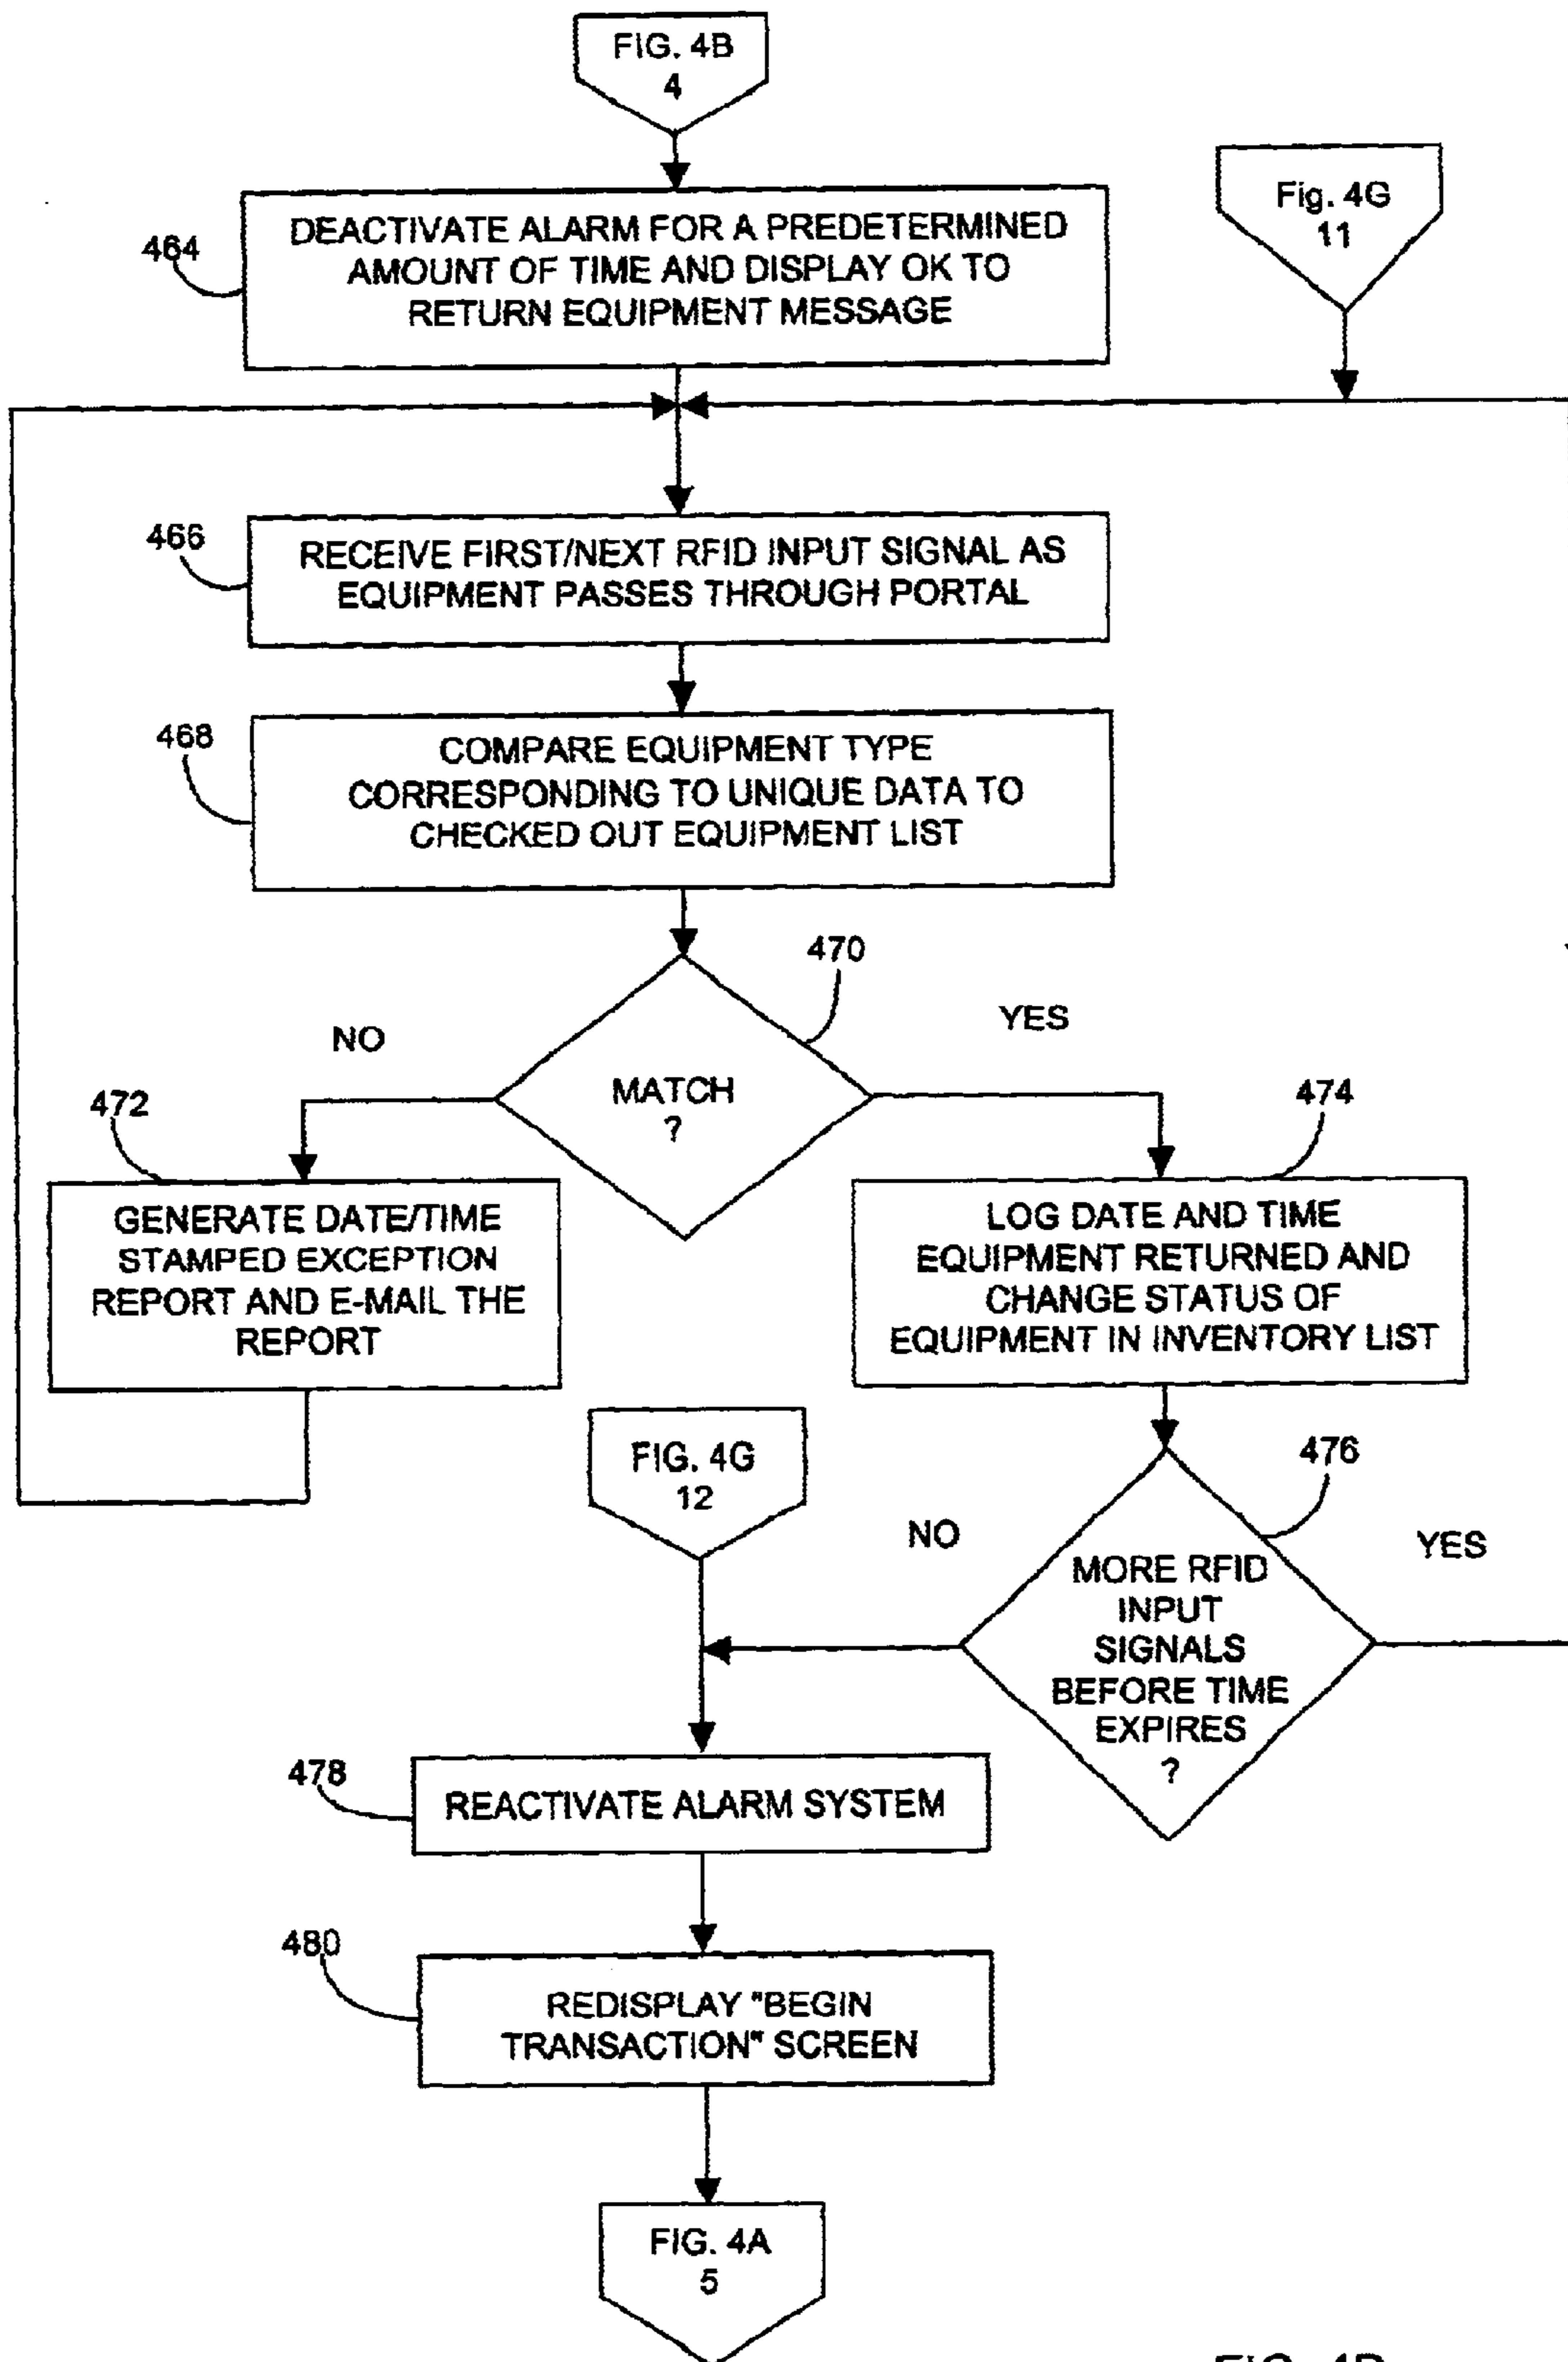 FIG. 4B
4
Fig. 4G
11
464
DEACTIVATE ALARM FOR A PREDETERMINED
AMOUNT OF TIME AND DISPLAY OK TO
RETURN EQUIPMENT MESSAGE
466
RECEIVE FIRST/NEXT RFID INPUT SIGNAL AS
EQUIPMENT PASSES THROUGH PORTAL
468
COMPARE EQUIPMENT TYPE
CORRESPONDING TO UNIQUE DATA TO
CHECKED OUT EQUIPMENT LIST
470
NO
YES
MATCH
?
472
474
GENERATE DATE/TIME
STAMPED EXCEPTION
REPORT AND E-MAIL THE
REPORT
LOG DATE AND TIME
EQUIPMENT RETURNED AND
CHANGE STATUS OF
EQUIPMENT IN INVENTORY LIST
FIG. 4G
12
476
NO
YES
MORE RFID
INPUT
SIGNALS
BEFORE TIME
EXPIRES
?
478
REACTIVATE ALARM SYSTEM
480
REDISPLAY "BEGIN
TRANSACTION" SCREEN
FIG. 4A
5